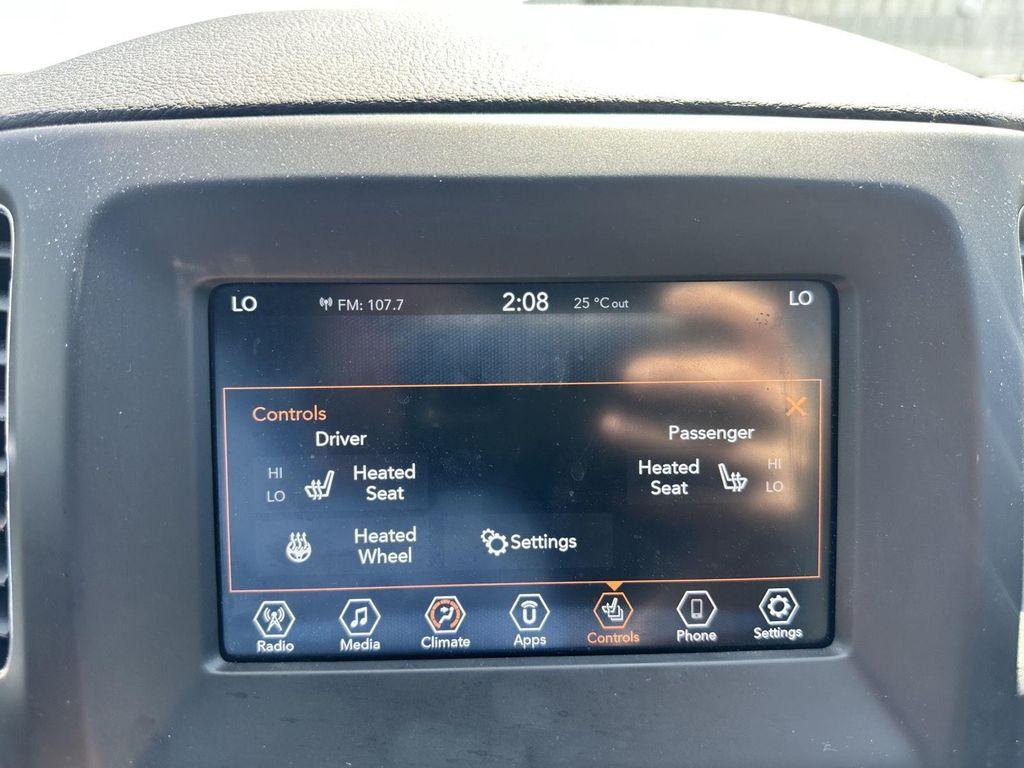 LO FM: 107.7 2:08 25 °C out LO
Controls
Driver Passenger
HI Heated Heated HI
LO Seat Seat LO
Heated
Wheel
Settings
Radio Media Climate Apps Controls Phone Settings